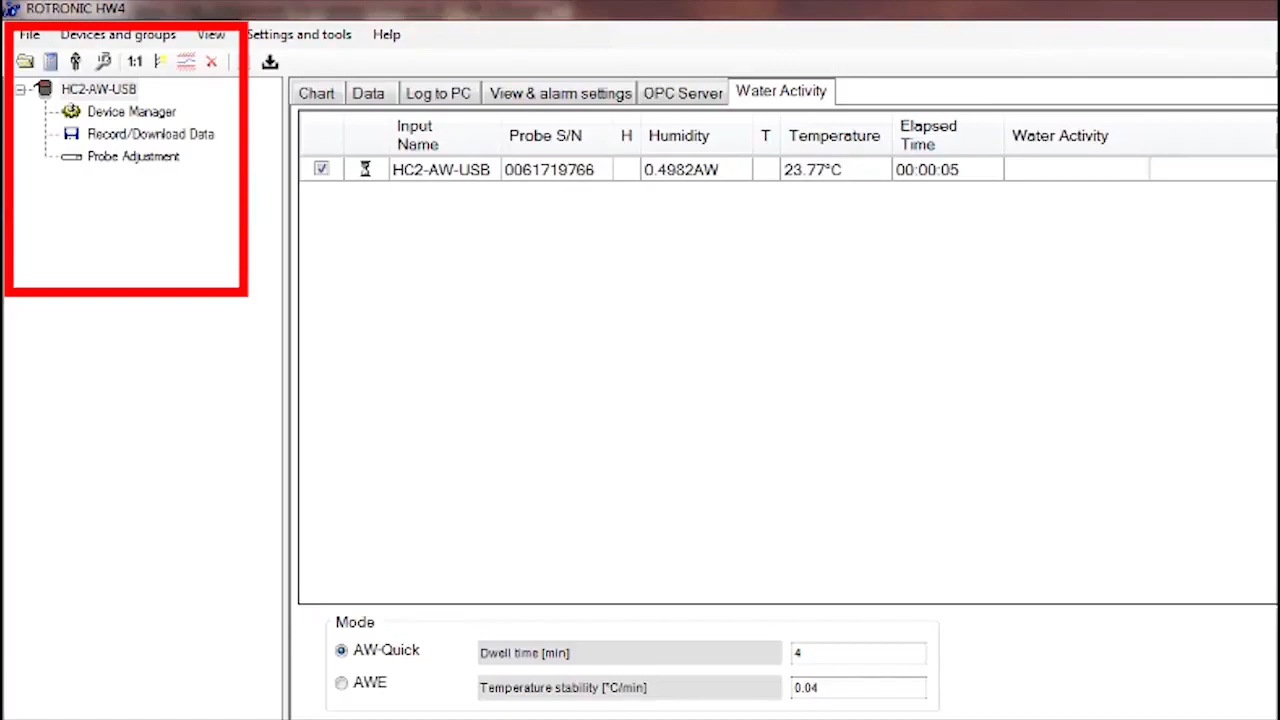 ROTRONIC HW4
File Devices and groups View Settings and tools Help
1:1
HC2-AW-USB
Device Manager
Record/Download Data
Probe Adjustment
Chart Data Log to PC View & alarm settings OPC Server Water Activity
Input Name Probe S/N H Humidity T Temperature Elapsed Time Water Activity
HC2-AW-USB 0061719766 0.4982AW 23.77°C 00:00:05
Mode
AW-Quick Dwell time [min] 4
AWE Temperature stability [°C/min] 0.04